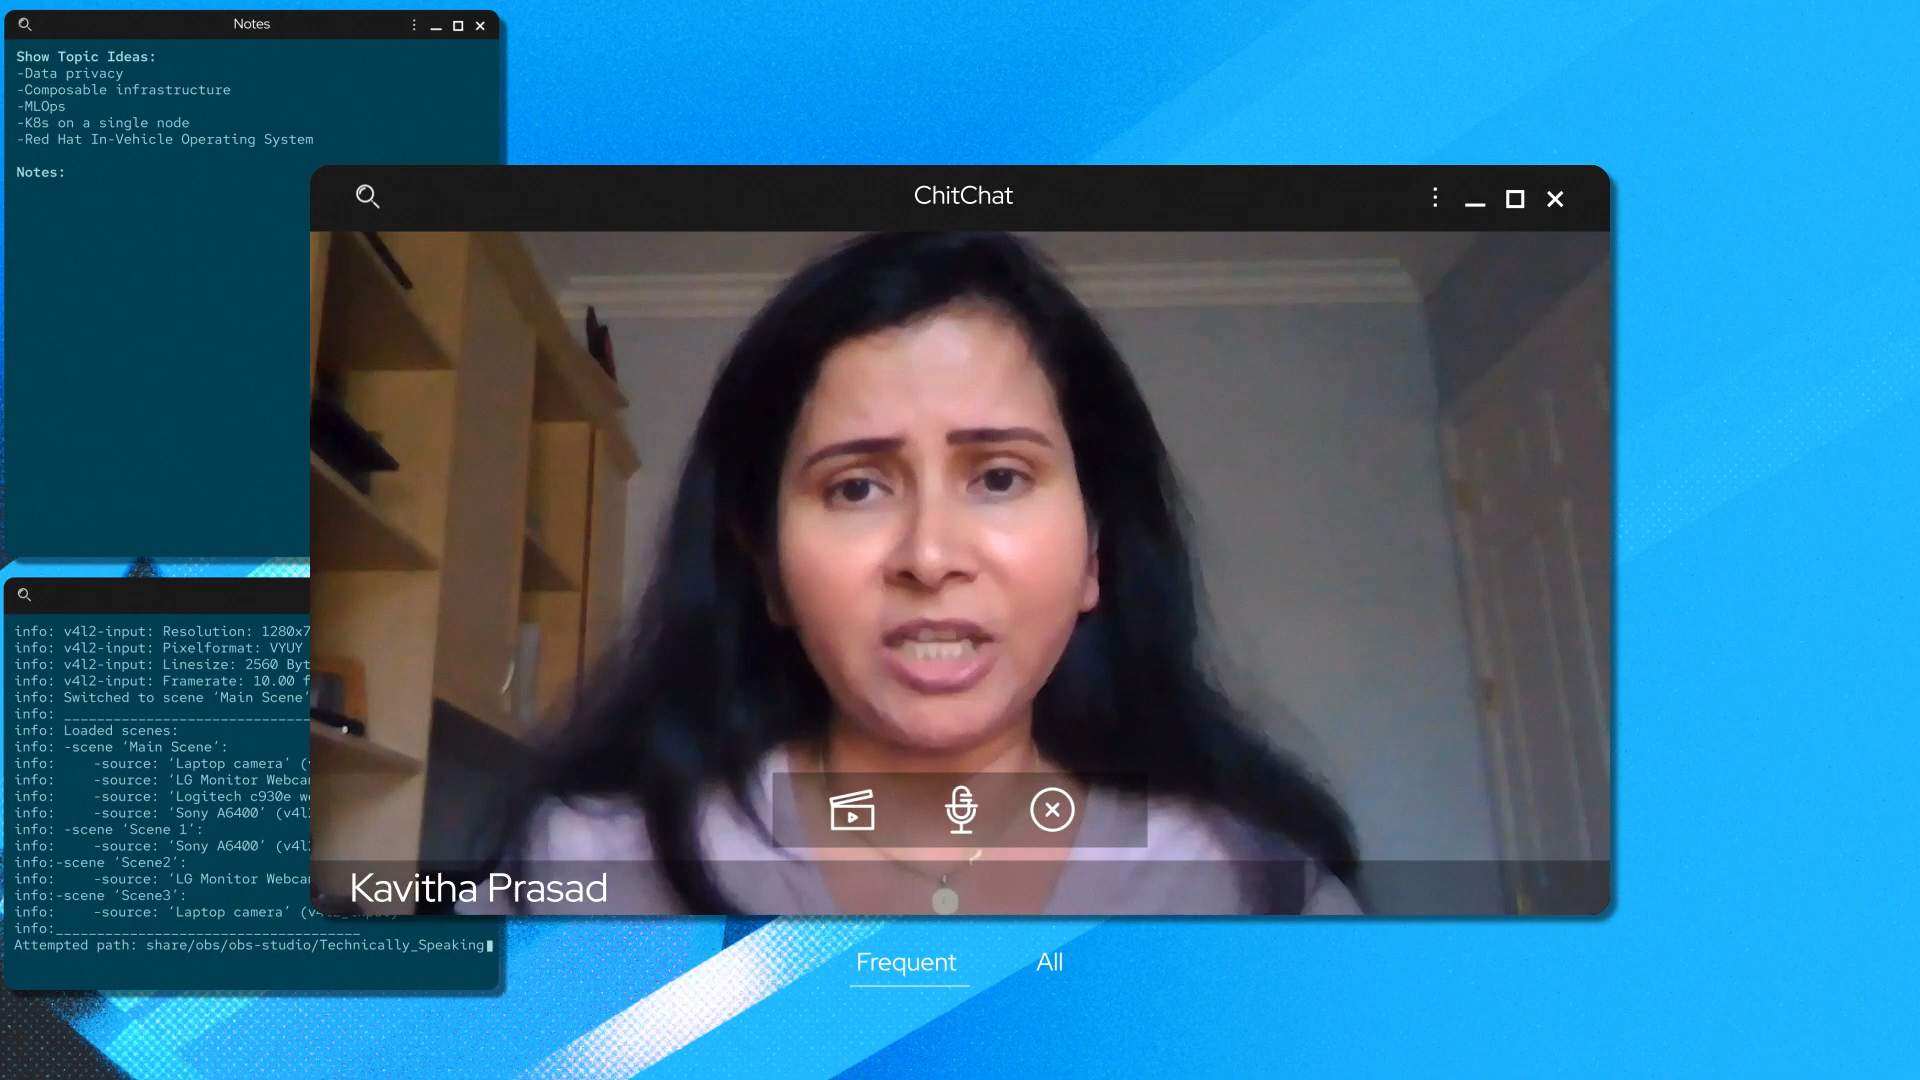 Notes
Show Topic Ideas:
-Data privacy
-Composable infrastructure
-MLOps
-K8s on a single node
-Red Hat In-Vehicle Operating System
Notes:
ChitChat
Kavitha Prasad
info: v4l2-input: Resolution: 1280x7
info: v4l2-input: Pixelformat: VYUY
info: v4l2-input: Linesize: 2560 Byt
info: v4l2-input: Framerate: 10.00 f
info: Switched to scene ‘Main Scene’
info: ______________________________
info: Loaded scenes:
info: -scene ‘Main Scene’:
info:     -source: ‘Laptop camera’ (
info:     -source: ‘LG Monitor Webca
info:     -source: ‘Logitech c930e w
info:     -source: ‘Sony A6400’ (v4l
info: -scene ‘Scene 1’:
info:     -source: ‘Sony A6400’ (v4l
info:-scene ‘Scene2’:
info:     -source: ‘LG Monitor Webca
info:-scene ‘Scene3’:
info:     -source: ‘Laptop camera’ (v4l2_input)
info:_____________________________________
Attempted path: share/obs/obs-studio/Technically_Speaking
Frequent
All